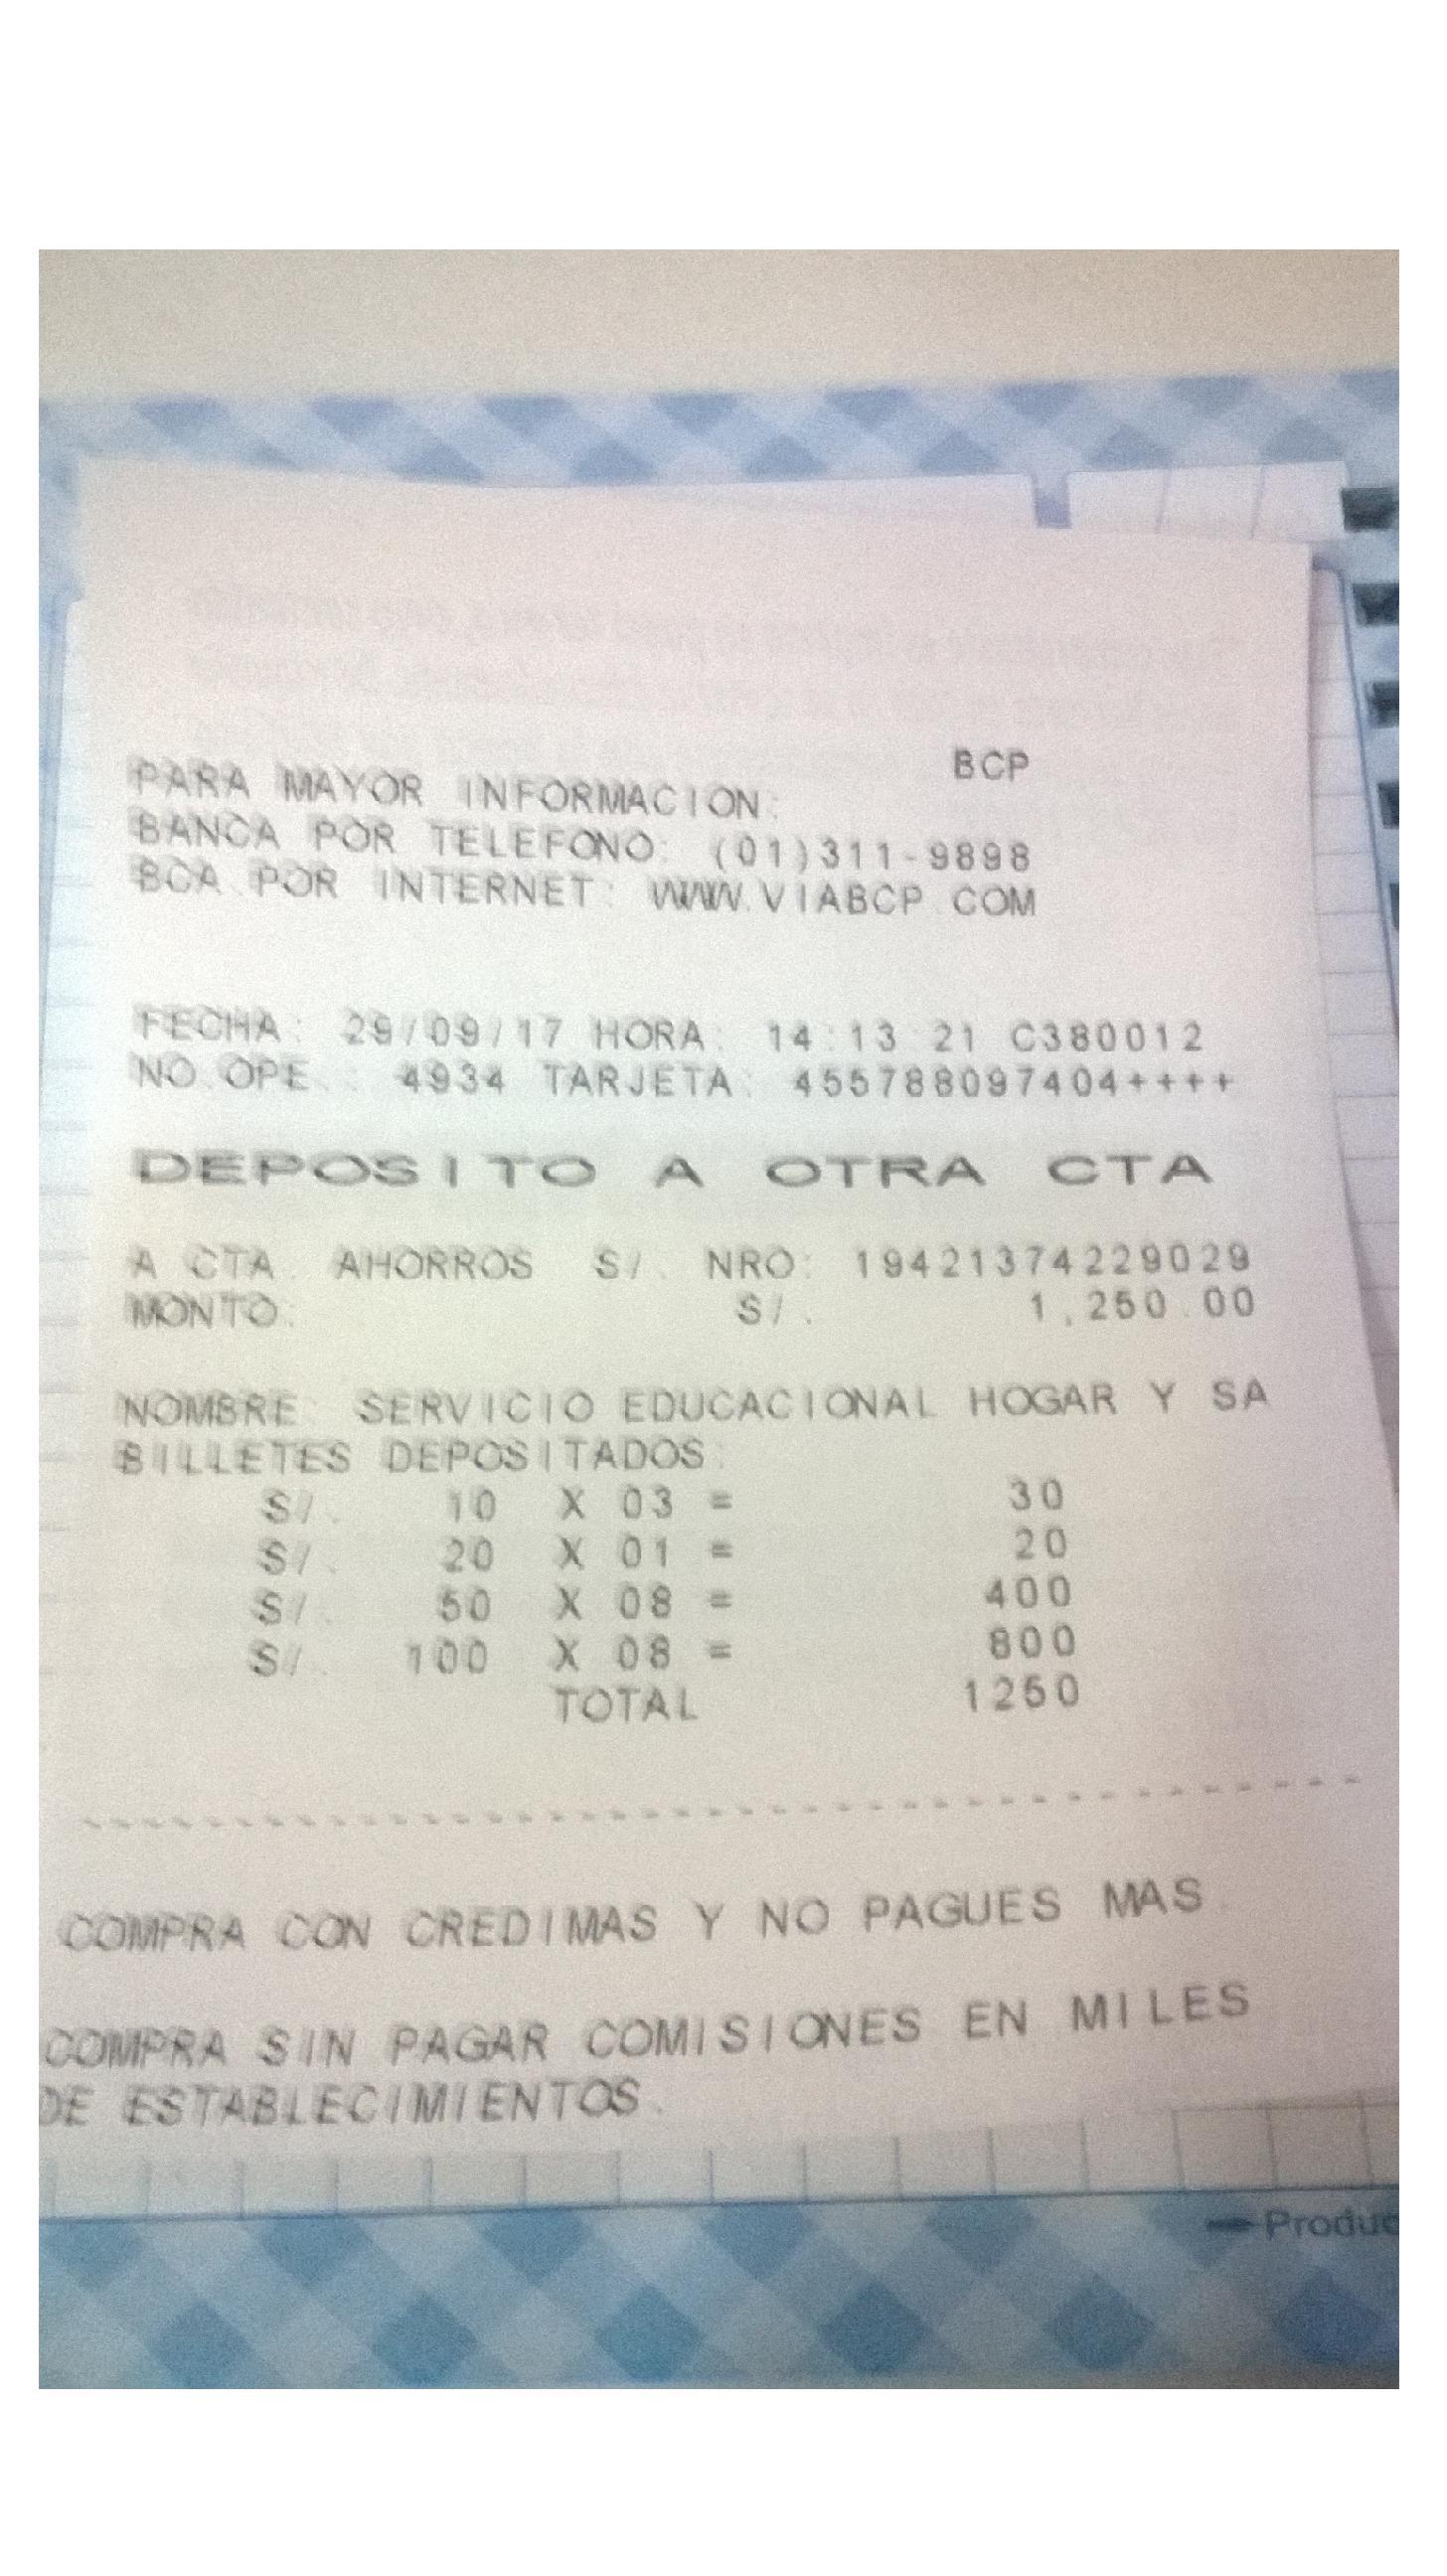 BCP
PARA MAYOR INFORMACION:
BANCA POR TELEFONO: (01)311-9898
BCA.POR INTERNET: WWW.VIABCP.COM
FECHA: 29/09/17 HORA: 14:13:21 C380012
NO.OPE.: 4934 TARJETA: 455788097404++++
DEPOSITO A OTRA CTA
A CTA. AHORROS S/. NRO: 19421374229029
MONTO: S/. 1,250.00
NOMBRE: SERVICIO EDUCACIONAL HOGAR Y SA
BILLETES DEPOSITADOS:
S/. 10 X 03 = 30
S/. 20 X 01 = 20
S/. 50 X 08 = 400
S/. 100 X 08 = 800
TOTAL 1250
--------------------------------------
COMPRA CON CREDIMAS Y NO PAGUES MAS.
COMPRA SIN PAGAR COMISIONES EN MILES
DE ESTABLECIMIENTOS.
Produc